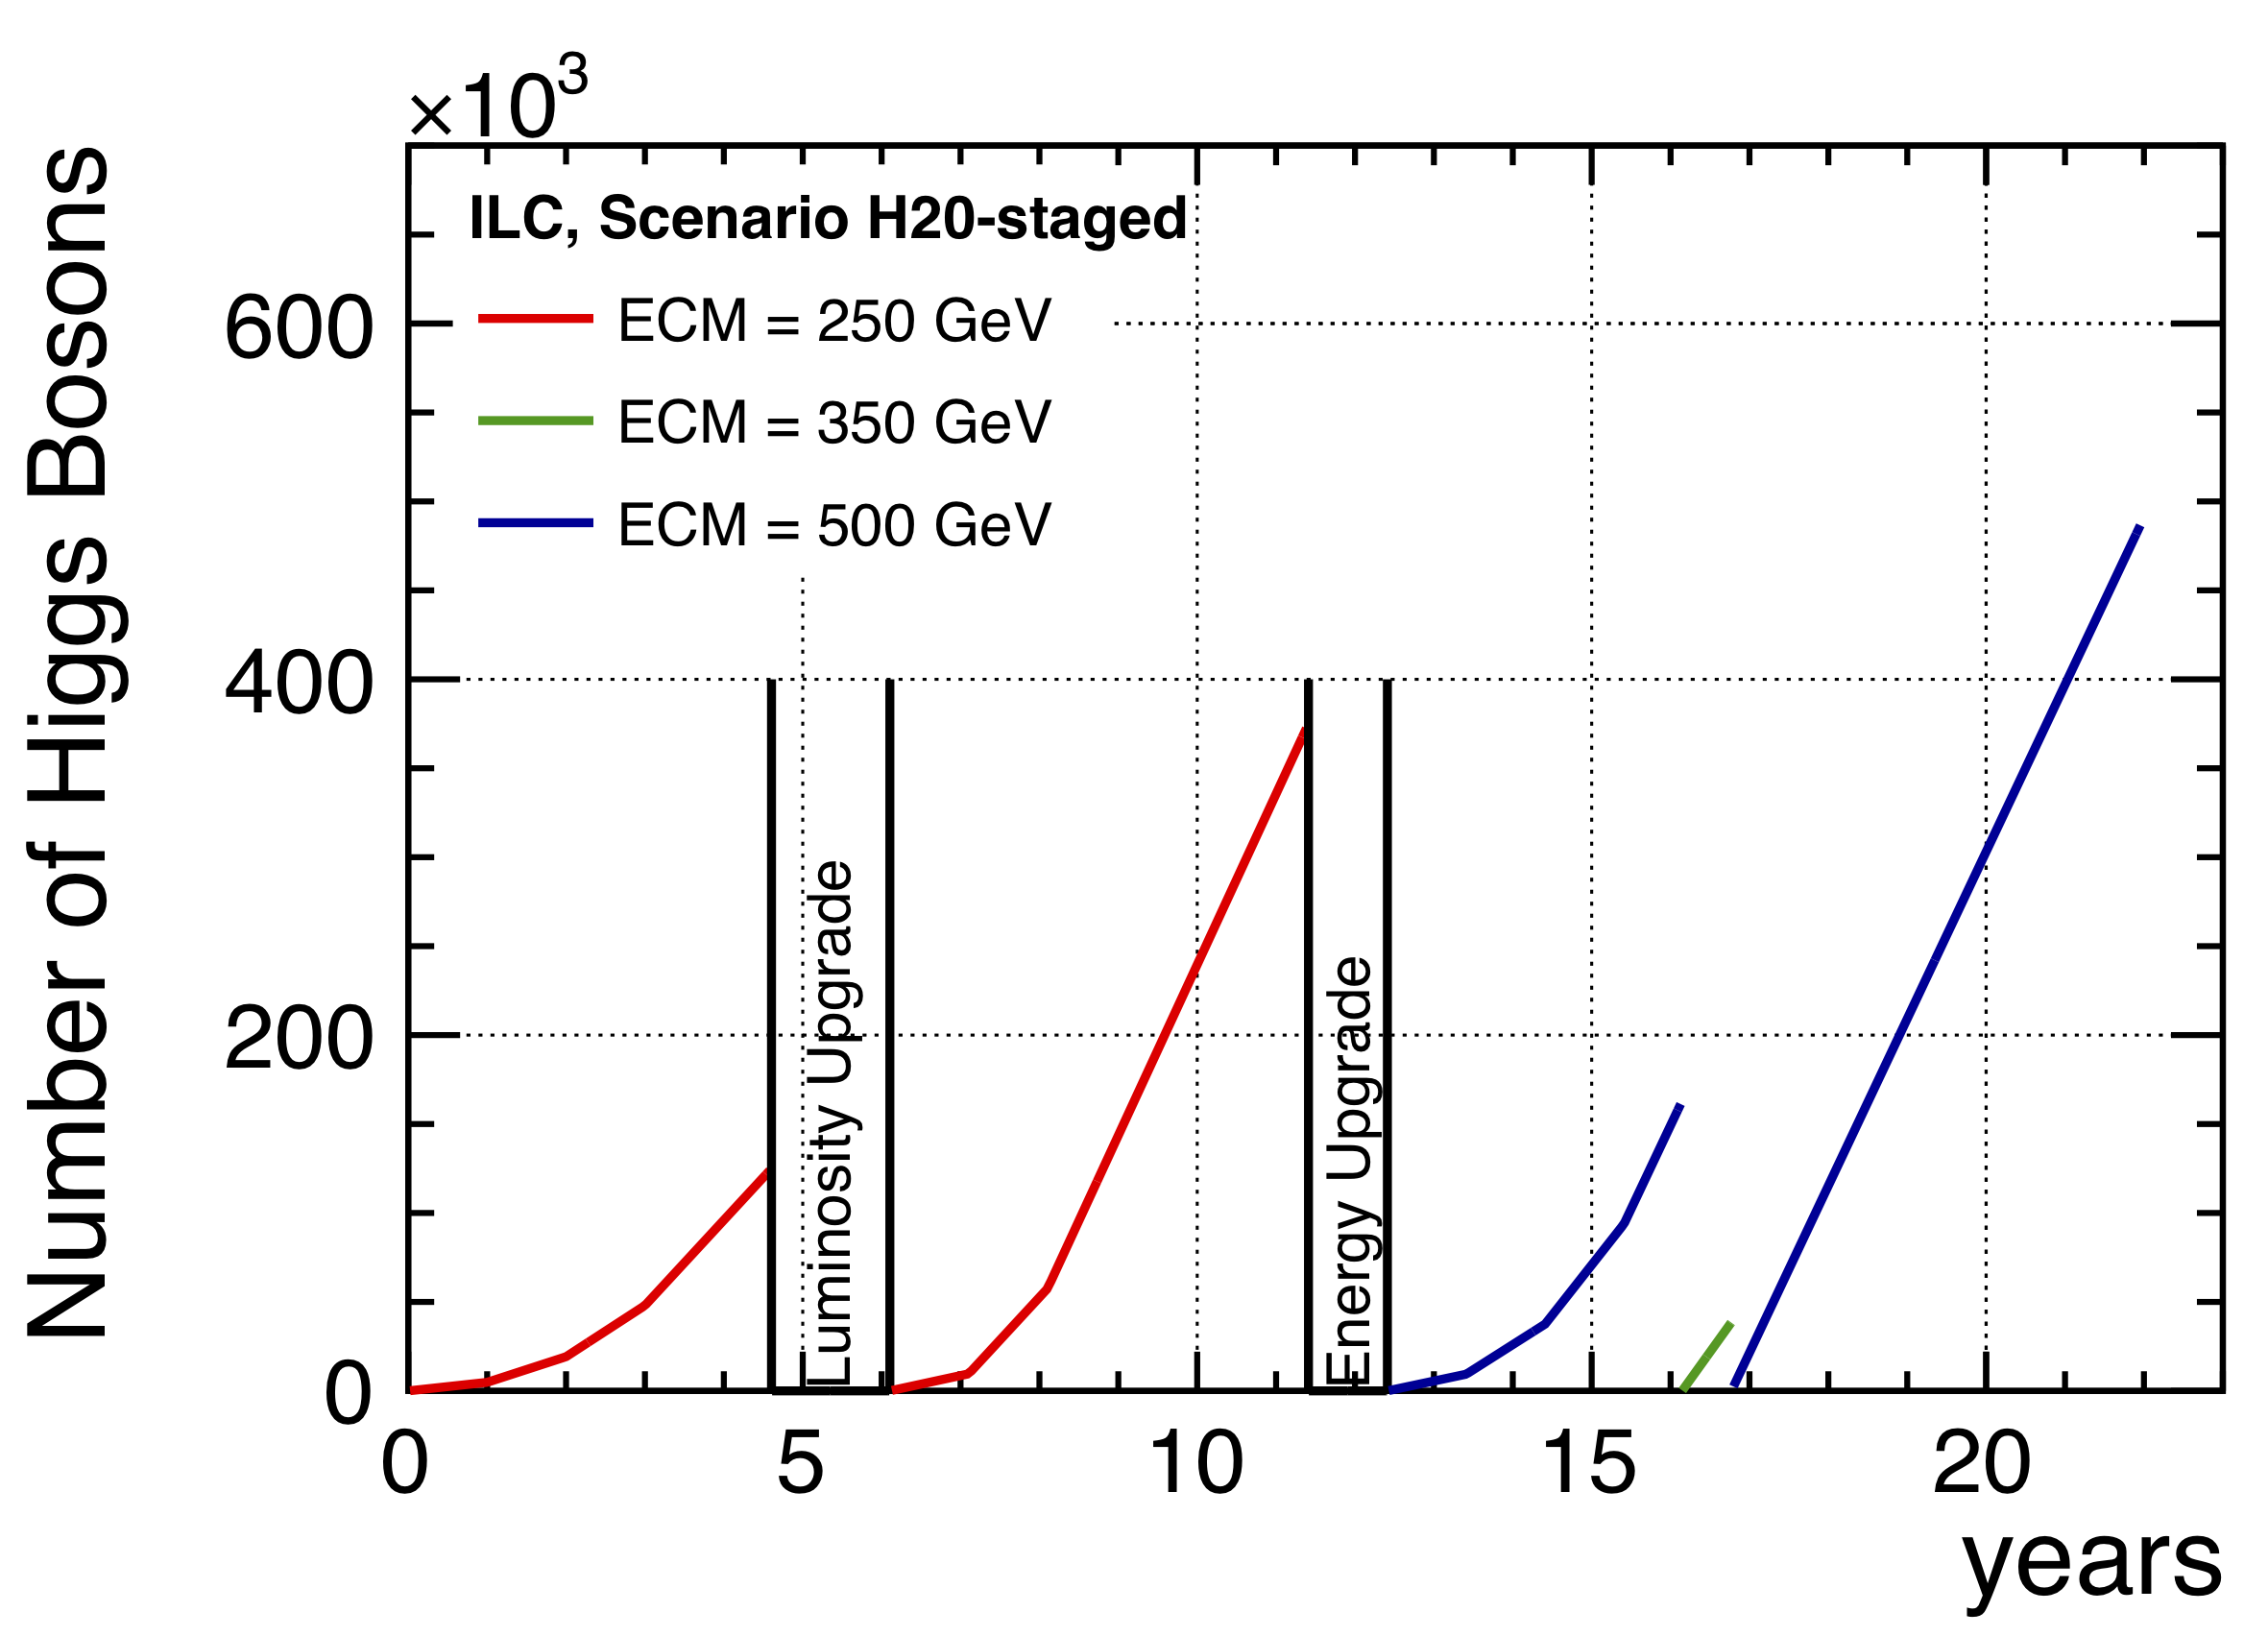 ×10³
ILC, Scenario H20-staged
ECM = 250 GeV
ECM = 350 GeV
ECM = 500 GeV
Number of Higgs Bosons
600
400
200
0
Luminosity Upgrade
Energy Upgrade
0 5 10 15 20
years